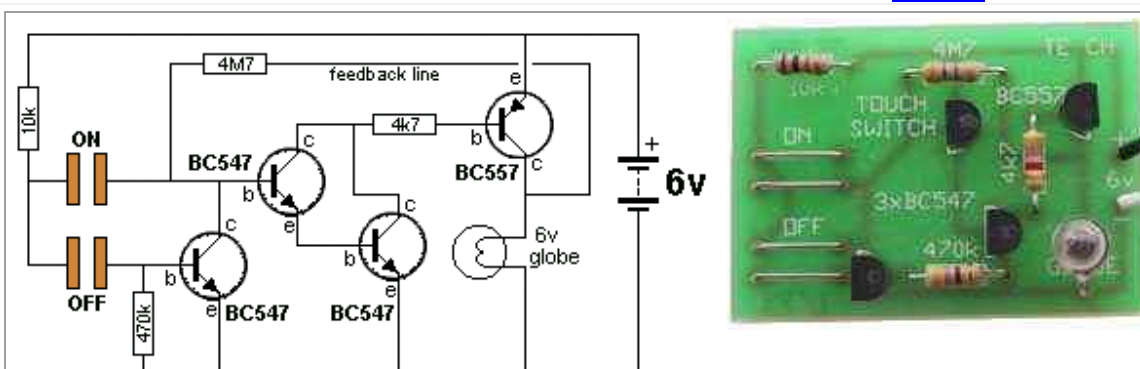 4M7
feedback line
e
10k
4k7
b
c
BC557
ON
BC547
c
b
e
+
6v
c
b
e
BC547
6v
globe
c
b
e
BC547
OFF
470k
4M7
TE CH
10k
BC557
TOUCH
SWITCH
ON
4k7
+
6v
3xBC547
OFF
470k